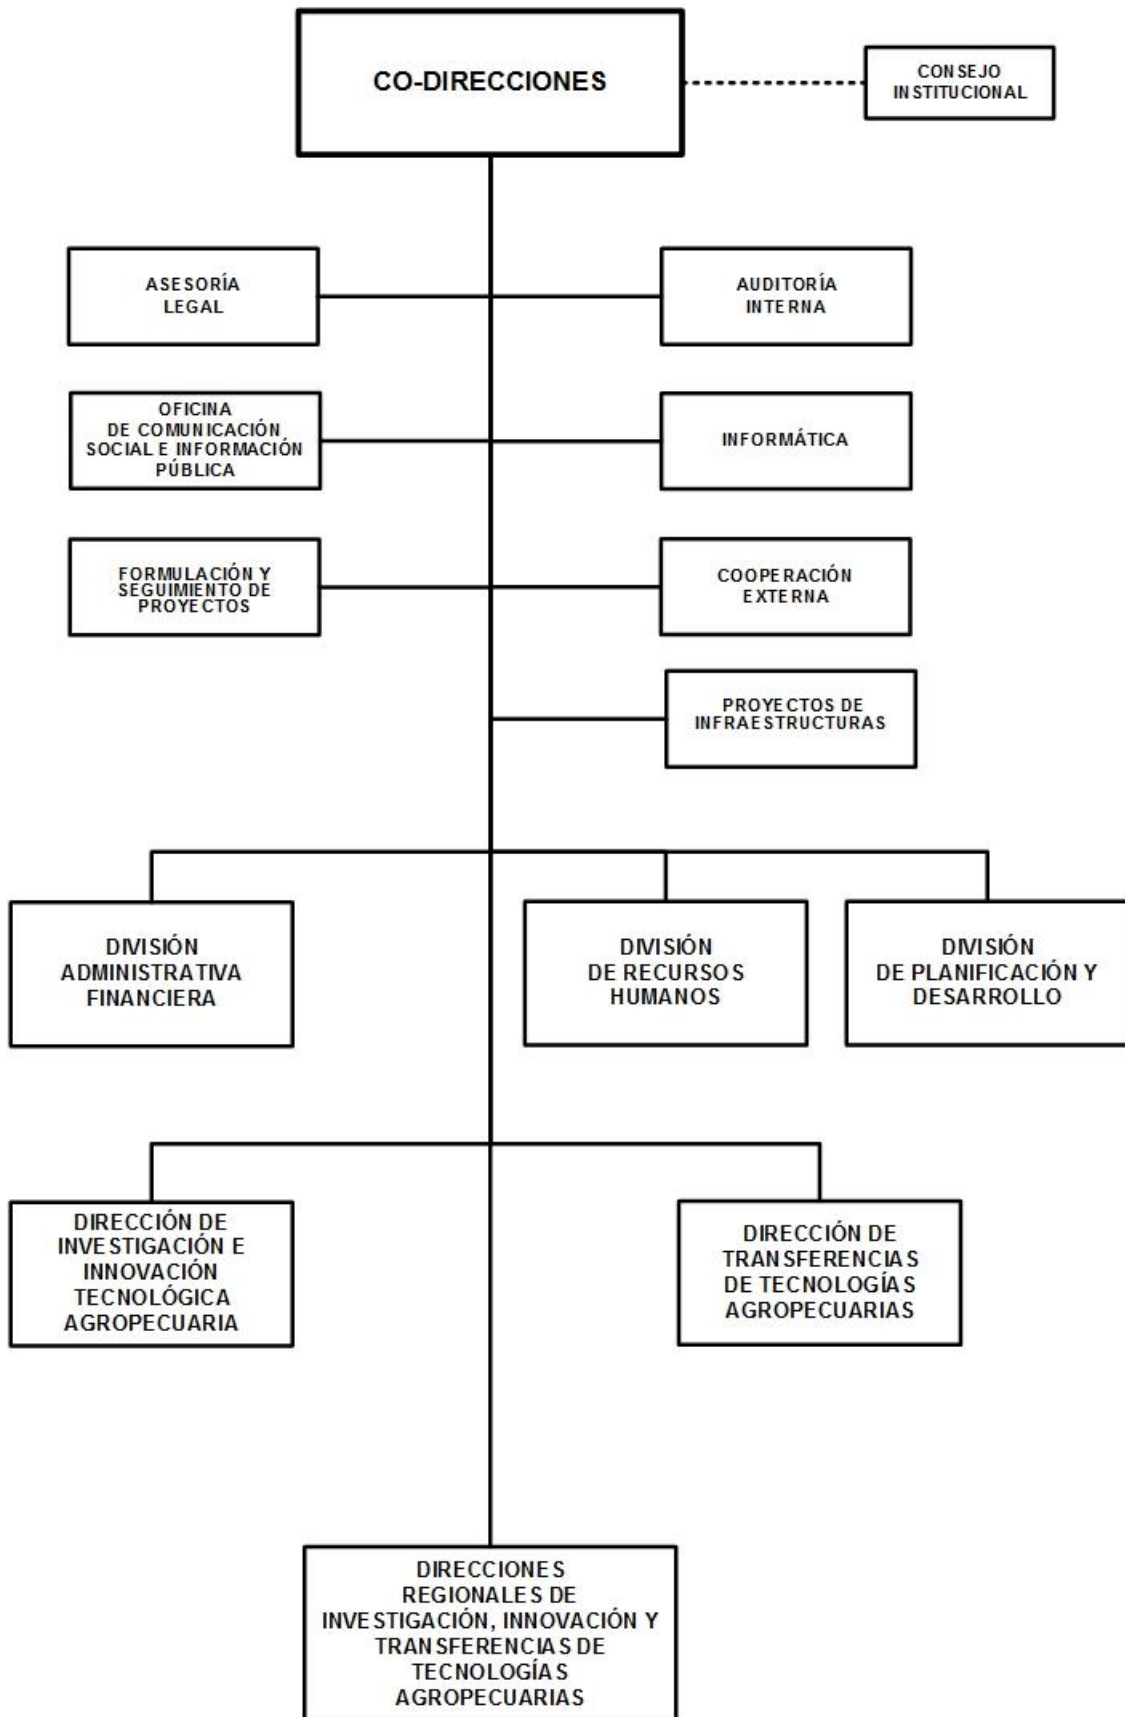 CO-DIRECCIONES
CONSEJO
INSTITUCIONAL
ASESORÍA
LEGAL
AUDITORÍA
INTERNA
OFICINA
DE COMUNICACIÓN
SOCIAL E INFORMACIÓN
PÚBLICA
INFORMÁTICA
FORMULACIÓN Y
SEGUIMIENTO DE
PROYECTOS
COOPERACIÓN
EXTERNA
PROYECTOS DE
INFRAESTRUCTURAS
DIVISIÓN
ADMINISTRATIVA
FINANCIERA
DIVISIÓN
DE RECURSOS
HUMANOS
DIVISIÓN
DE PLANIFICACIÓN Y
DESARROLLO
DIRECCIÓN DE
INVESTIGACIÓN E
INNOVACIÓN
TECNOLÓGICA
AGROPECUARIA
DIRECCIÓN DE
TRANSFERENCIAS
DE TECNOLOGÍAS
AGROPECUARIAS
DIRECCIONES
REGIONALES DE
INVESTIGACIÓN, INNOVACIÓN Y
TRANSFERENCIAS DE
TECNOLOGÍAS
AGROPECUARIAS